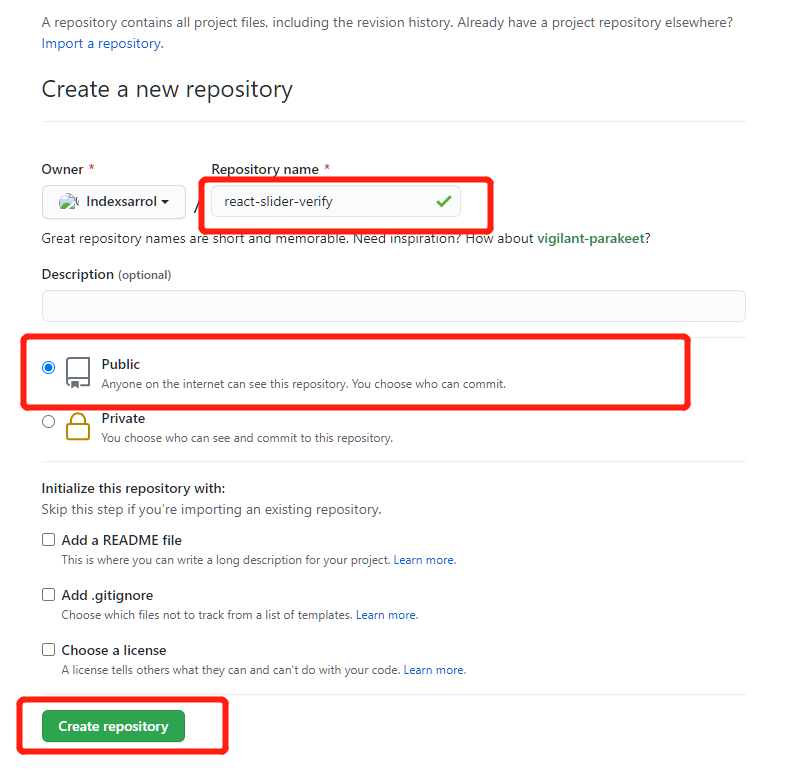 A repository contains all project files, including the revision history. Already have a project repository elsewhere?
Import a repository.
Create a new repository
Owner *
Repository name *
Indexsarrol
/
react-slider-verify
Great repository names are short and memorable. Need inspiration? How about vigilant-parakeet?
Description (optional)
Public
Anyone on the internet can see this repository. You choose who can commit.
Private
You choose who can see and commit to this repository.
Initialize this repository with:
Skip this step if you're importing an existing repository.
Add a README file
This is where you can write a long description for your project. Learn more.
Add .gitignore
Choose which files not to track from a list of templates. Learn more.
Choose a license
A license tells others what they can and can't do with your code. Learn more.
Create repository